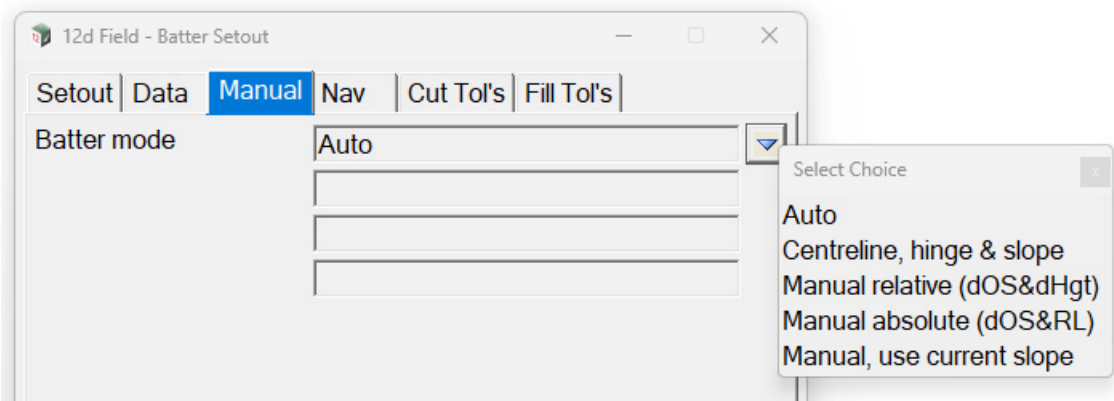 12d Field - Batter Setout
Setout Data Manual Nav Cut Tol's Fill Tol's
Batter mode Auto
Select Choice
Auto
Centreline, hinge & slope
Manual relative (dOS&dHgt)
Manual absolute (dOS&RL)
Manual, use current slope